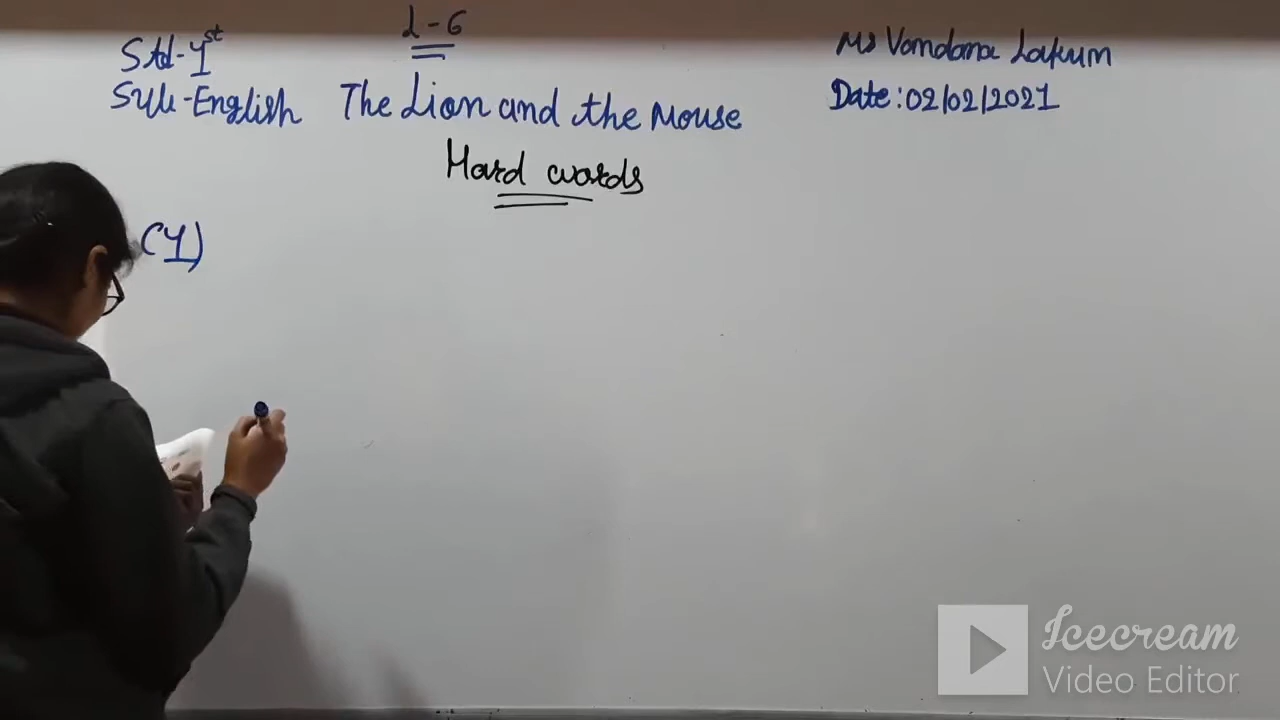 L-6
Std-1st
Sub-English
The Lion and the Mouse
Ms Vandana Lakum
Date:02/02/2021
Hard words
(1)
Icecream
Video Editor